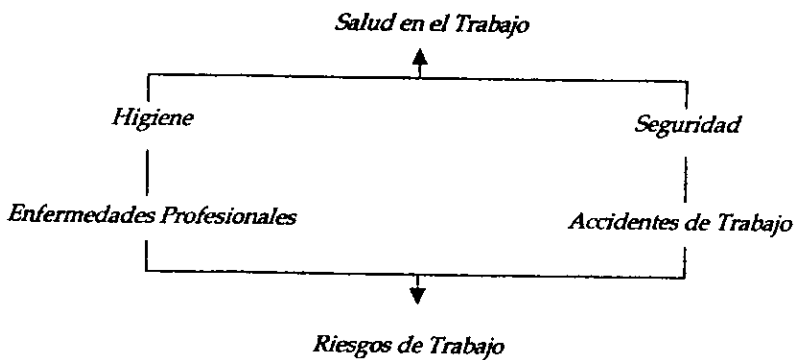 Salud en el Trabajo
Higiene
Seguridad
Enfermedades Profesionales
Accidentes de Trabajo
Riesgos de Trabajo